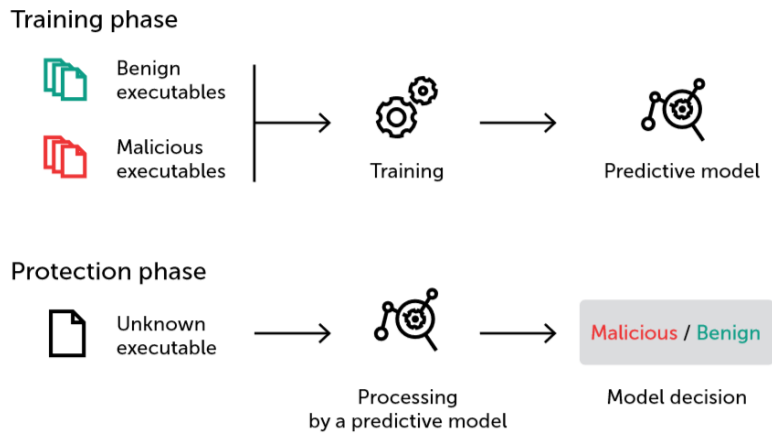 Training phase
Benign
executables
Malicious
executables
Training
Predictive model
Protection phase
Unknown
executable
Processing
by a predictive model
Malicious / Benign
Model decision